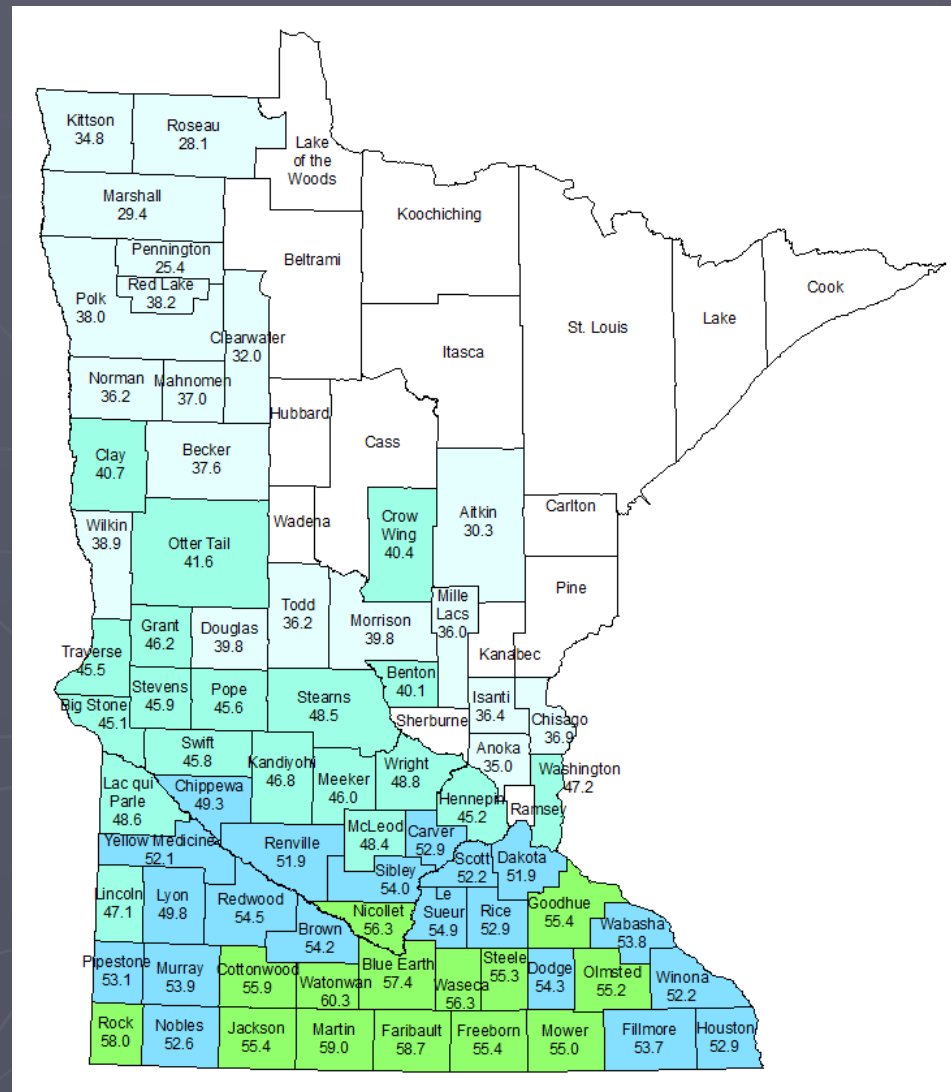 Kittson
34.8
Roseau
28.1
Lake
of the
Woods
Marshall
29.4
Koochiching
Pennington
25.4
Beltrami
Red Lake
38.2
Polk
38.0
Cook
Lake
St. Louis
Clearwater
32.0
Itasca
Norman
36.2
Mahnomen
37.0
Hubbard
Cass
Clay
40.7
Becker
37.6
Wilkin
38.9
Otter Tail
41.6
Wadena
Crow
Wing
40.4
Aitkin
30.3
Carlton
Pine
Todd
36.2
Morrison
39.8
Mille
Lacs
36.0
Grant
46.2
Douglas
39.8
Traverse
45.5
Kanabec
Benton
40.1
Stevens
45.9
Pope
45.6
Stearns
48.5
Isanti
36.4
Big Stone
45.1
Sherburne
Chisago
36.9
Swift
45.8
Anoka
35.0
Kandiyohi
46.8
Meeker
46.0
Wright
48.8
Washington
47.2
Lac qui
Parle
48.6
Chippewa
49.3
Hennepin
45.2
Ramsey
McLeod
48.4
Carver
52.9
Yellow Medicine
52.1
Renville
51.9
Scott
52.2
Dakota
51.9
Sibley
54.0
Lincoln
47.1
Lyon
49.8
Redwood
54.5
Nicollet
56.3
Le
Sueur
54.9
Rice
52.9
Goodhue
55.4
Wabasha
53.8
Brown
54.2
Pipestone
53.1
Murray
53.9
Cottonwood
55.9
Watonwan
60.3
Blue Earth
57.4
Waseca
56.3
Steele
55.3
Dodge
54.3
Olmsted
55.2
Winona
52.2
Rock
58.0
Nobles
52.6
Jackson
55.4
Martin
59.0
Faribault
58.7
Freeborn
55.4
Mower
55.0
Fillmore
53.7
Houston
52.9